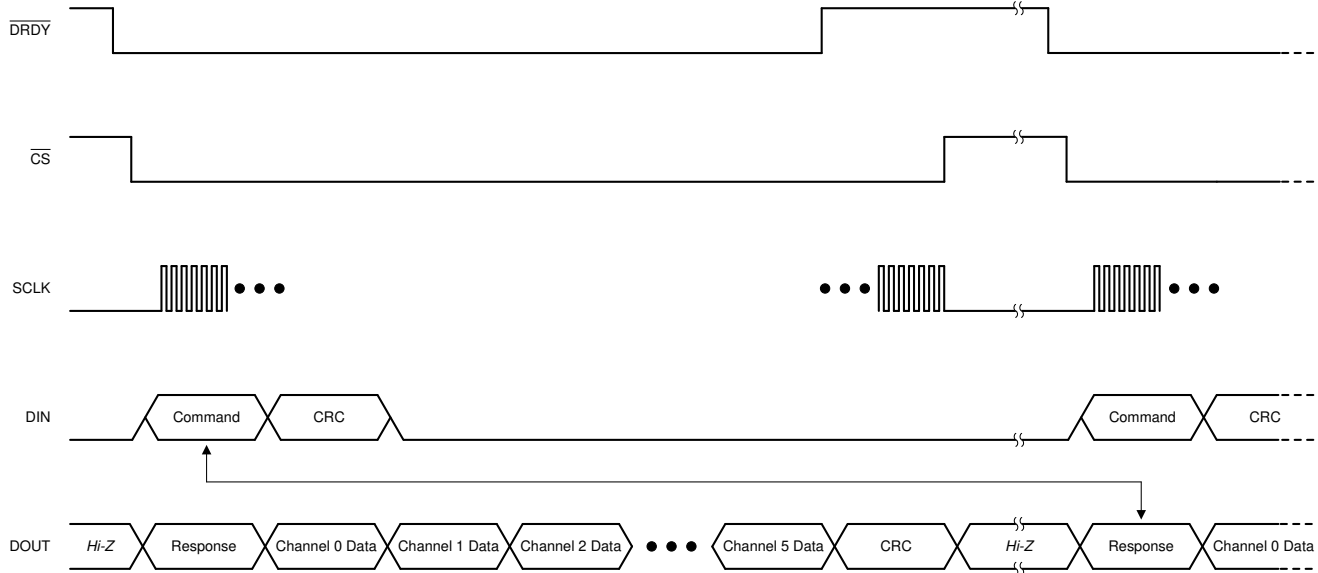 DRDY
CS
SCLK
DIN Command CRC Command CRC
DOUT Hi-Z Response Channel 0 Data Channel 1 Data Channel 2 Data Channel 5 Data CRC Hi-Z Response Channel 0 Data